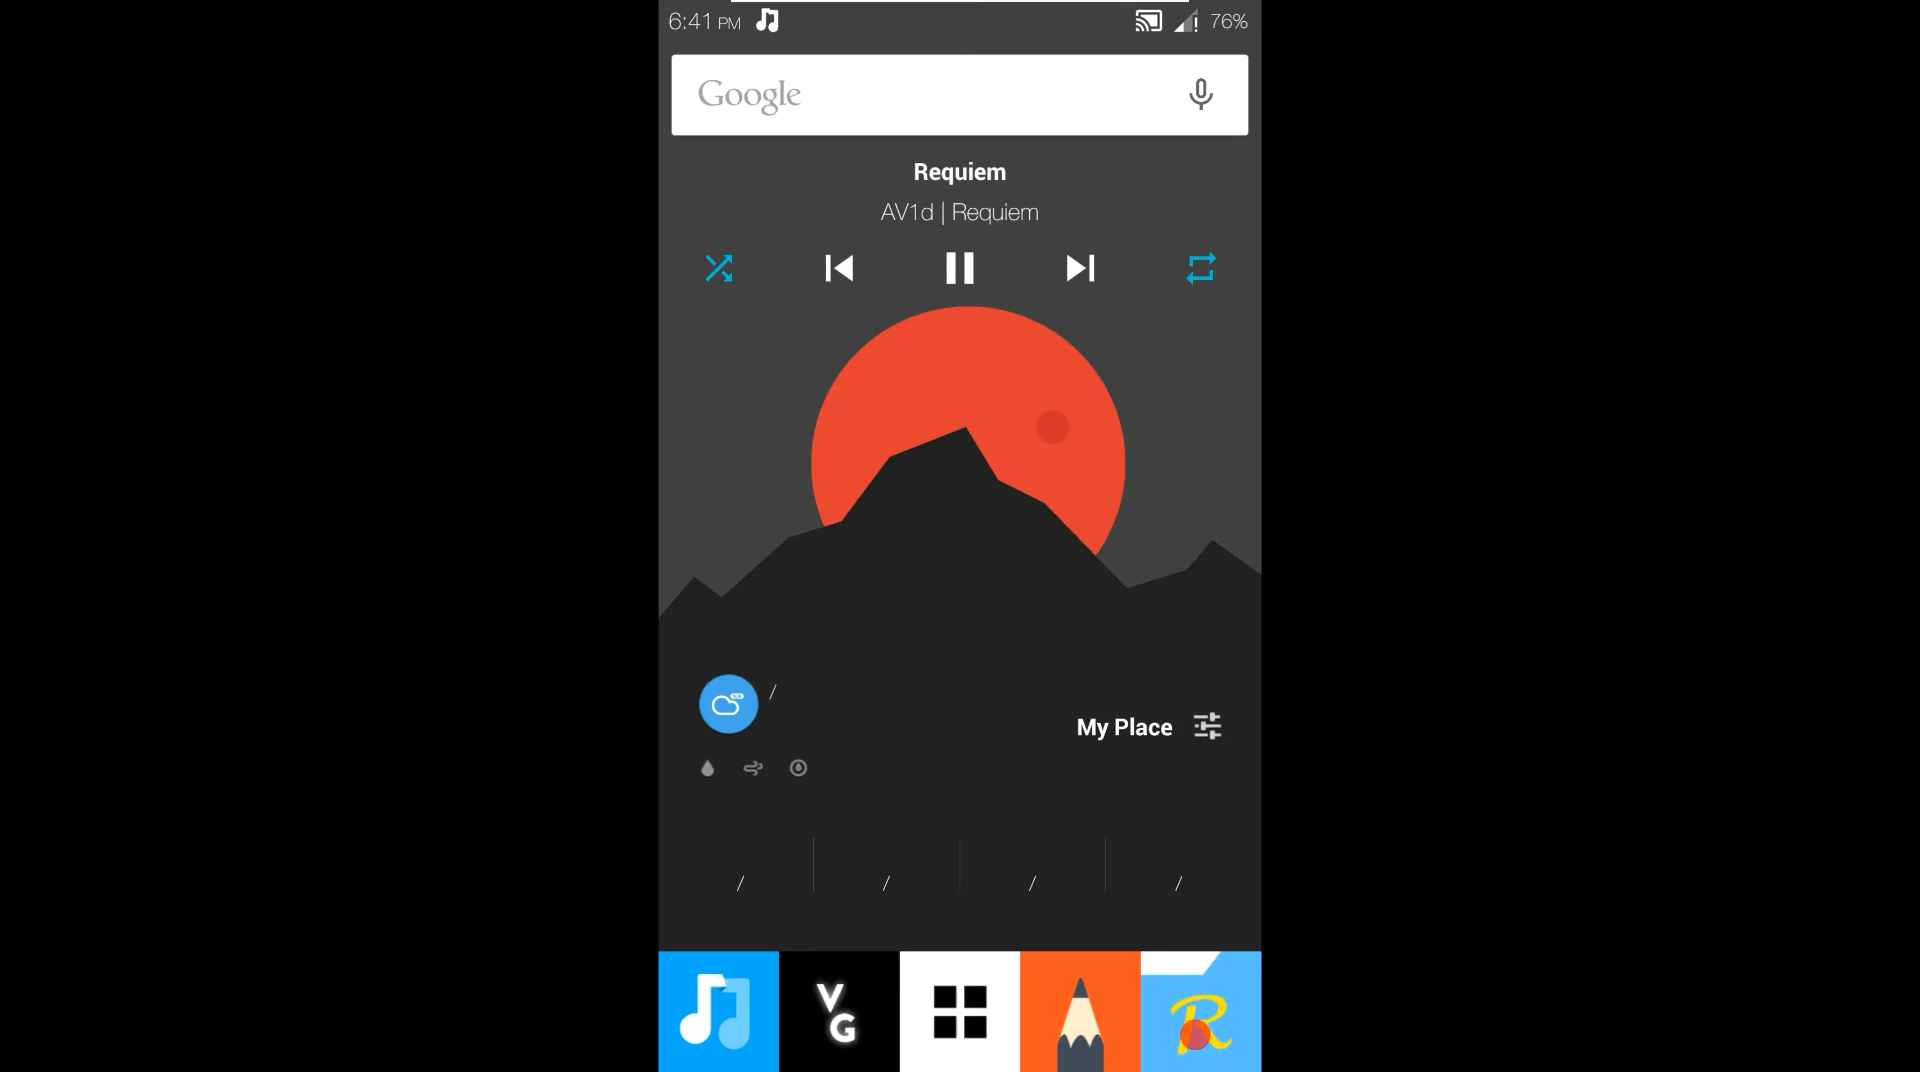 6:41 PM
76%
Google
Requiem
AV1d | Requiem
/
My Place
/ / / /
V
G
R